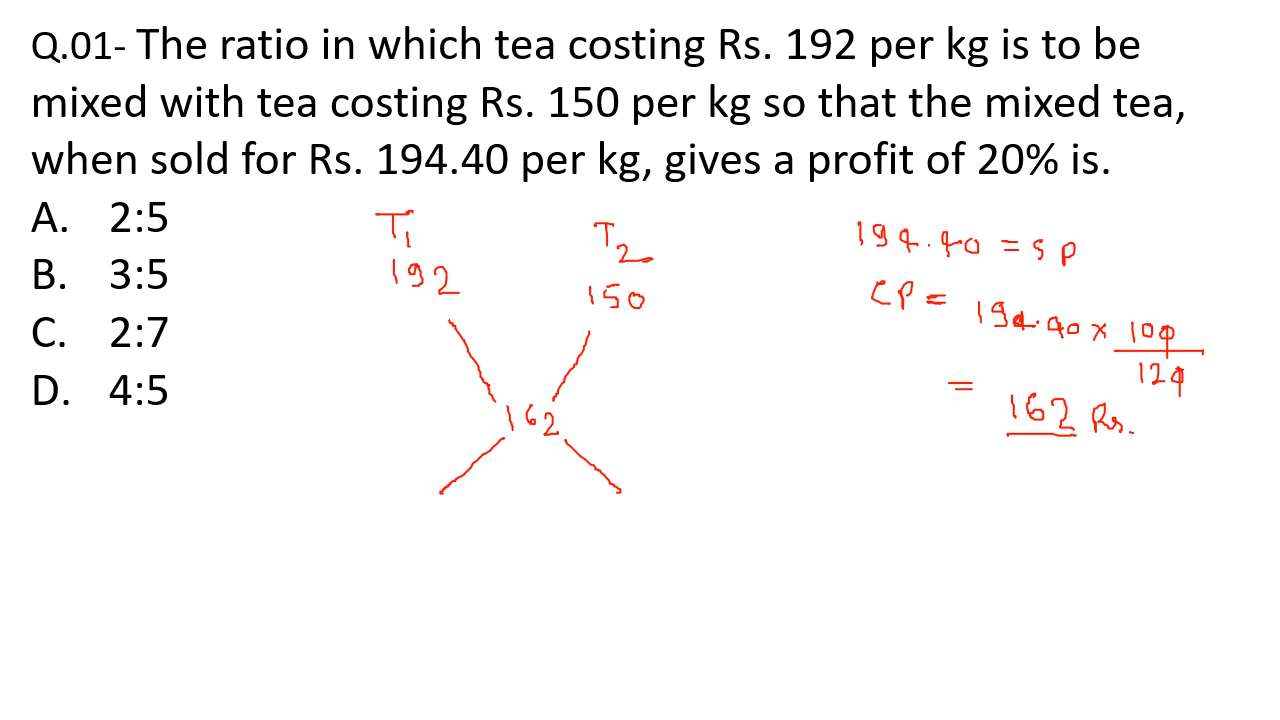 Q.01- The ratio in which tea costing Rs. 192 per kg is to be
mixed with tea costing Rs. 150 per kg so that the mixed tea,
when sold for Rs. 194.40 per kg, gives a profit of 20% is.
A. 2:5
B. 3:5
C. 2:7
D. 4:5
T1 T2
192 150
162
194.40 = SP
CP = 194.40 × 100
120
= 162 Rs.